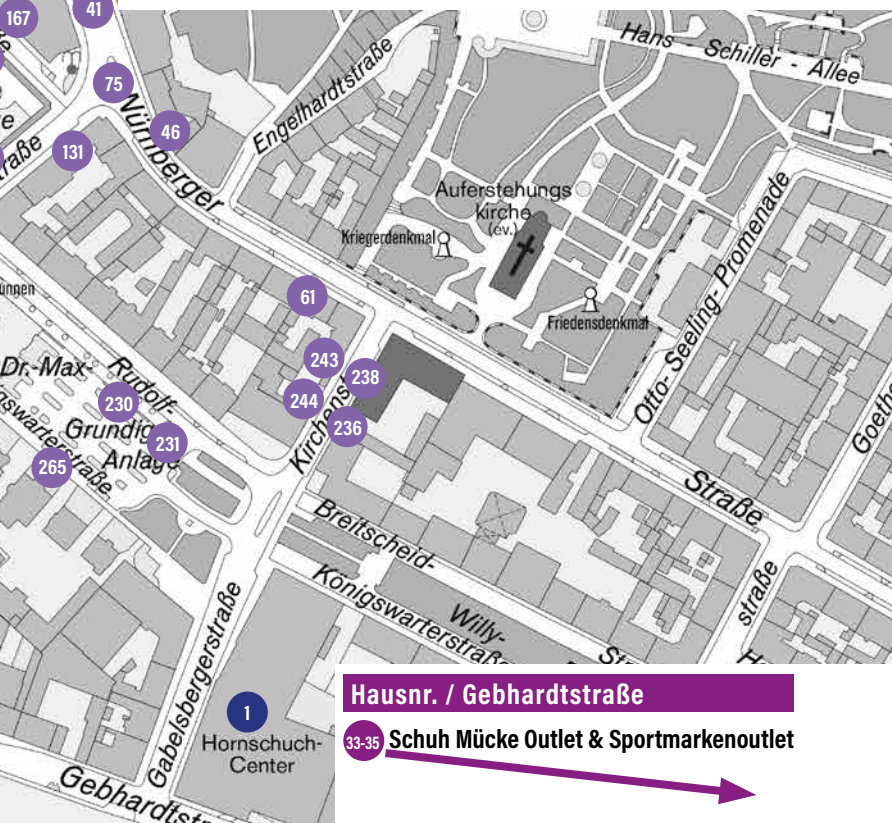 167
41
75
46
131
Nürnberger
Engelhardtstraße
Hans - Schiller - Allee
Auferstehungs
kirche
(ev.)
Kriegerdenkmal
Friedensdenkmal
Otto- Seeling- Promenade
61
243
238
244
236
Dr.-Max-
Rudolf-
230
Grundig
231
Anlage
265
Straße
Breitscheid-
Königswarterstraße
Willy-
straße
Gabelsbergerstraße
1
Hornschuch-
Center
Hausnr. / Gebhardtstraße
33-35 Schuh Mücke Outlet & Sportmarkenoutlet